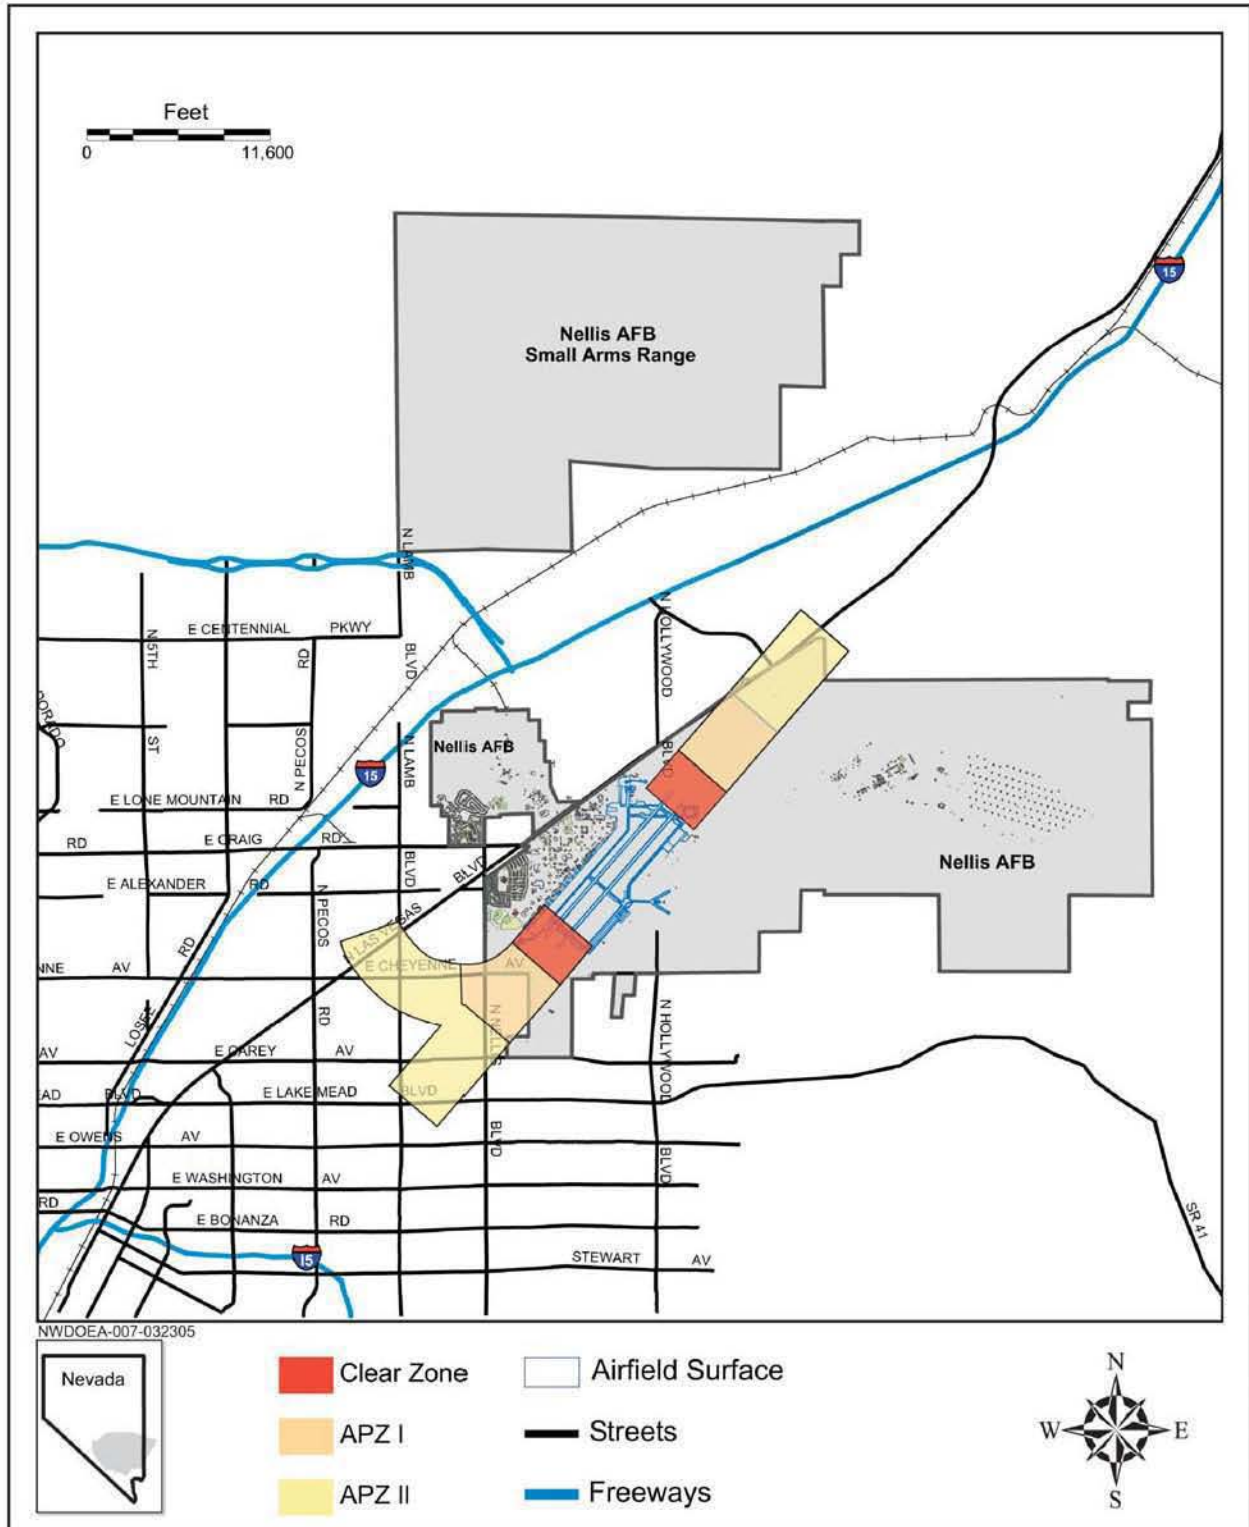 Feet
0 11,600
15
Nellis AFB
Small Arms Range
N LAMB
E CENTENNIAL PKWY
N 5TH
RD
BLVD
N HOLLYWOOD
ST
N PECOS
N LAMB
Nellis AFB
BLVD
15
E LONE MOUNTAIN RD
RD E CRAIG RD
BLVD
BLVD
Nellis AFB
E ALEXANDER RD
N PECOS
N LAS VEGAS
RD
NNE AV E CHEYENNE AV
LOSEE
RD
N NELLIS
N HOLLYWOOD
AV E CAREY AV
EAD BLVD E LAKE MEAD BLVD
E OWENS AV
BLVD
E WASHINGTON AV
BLVD
RD E BONANZA RD
SR 41
15
STEWART AV
NWDOEA-007-032305
Nevada
Clear Zone
APZ I
APZ II
Airfield Surface
Streets
Freeways
N
W E
S